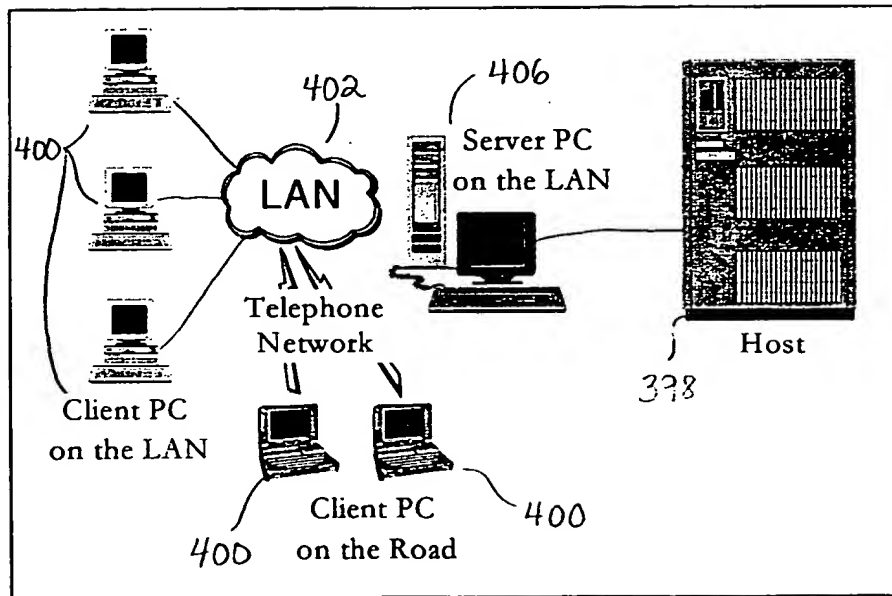 402
406
400
LAN
Server PC
on the LAN
Telephone
Network
Host
398
Client PC
on the LAN
400
Client PC
on the Road
400